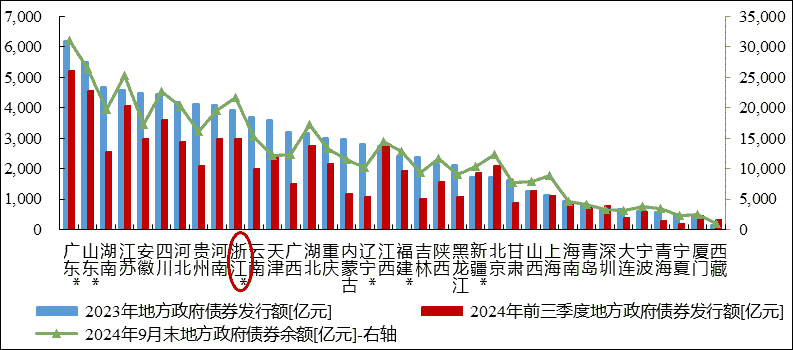 7,000
6,000
5,000
4,000
3,000
2,000
1,000
0
35,000
30,000
25,000
20,000
15,000
10,000
5,000
0
广东*
山东*
湖南
江苏
安徽
四川
河北
贵州
河南
浙江*
云南
天津
广西
湖北
重庆
内蒙古
辽宁*
江西
福建*
吉林
陕西
黑龙江
新疆*
北京
甘肃
山西
上海
海南
青岛
深圳
大连
宁波
青海
宁夏
厦门
西藏
2023年地方政府债券发行额[亿元]
2024年前三季度地方政府债券发行额[亿元]
2024年9月末地方政府债券余额[亿元]-右轴